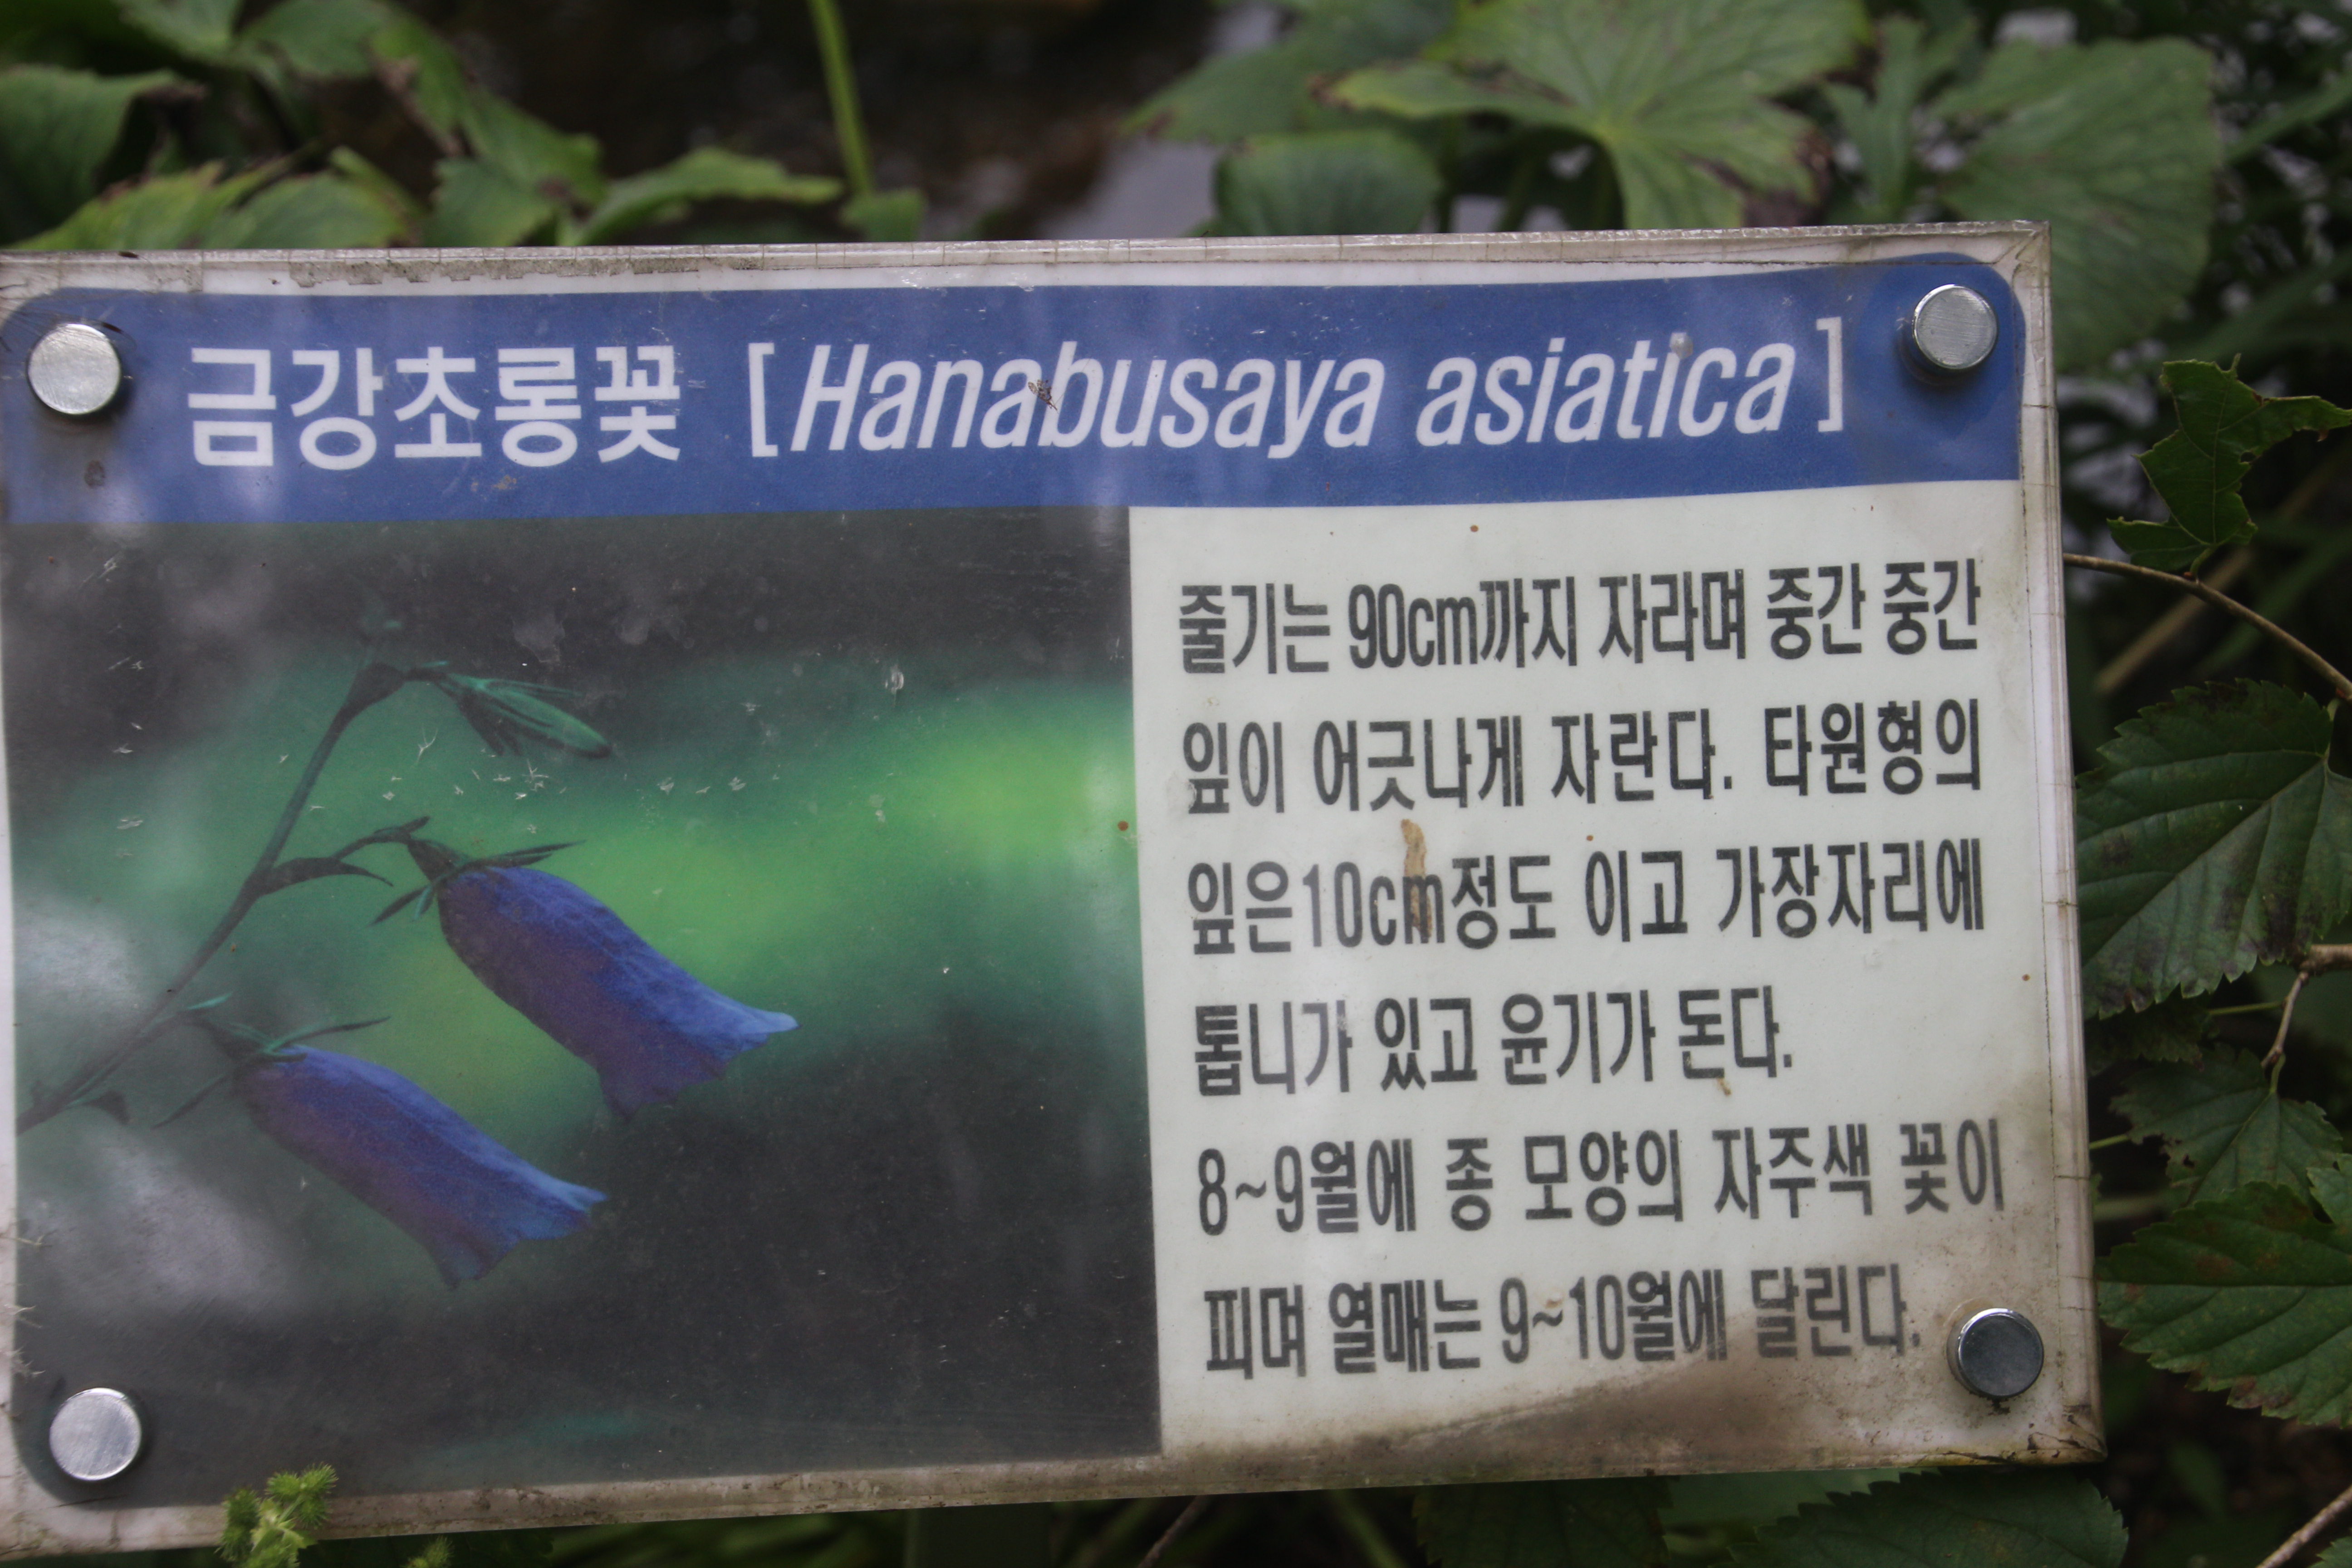 금강초롱꽃 [Hanabusaya asiatica]
줄기는 90cm까지 자라며 중간 중간
잎이 어긋나게 자란다. 타원형의
잎은10cm정도 이고 가장자리에
톱니가 있고 윤기가 돈다.
8~9월에 종 모양의 자주색 꽃이
피며 열매는 9~10월에 달린다.